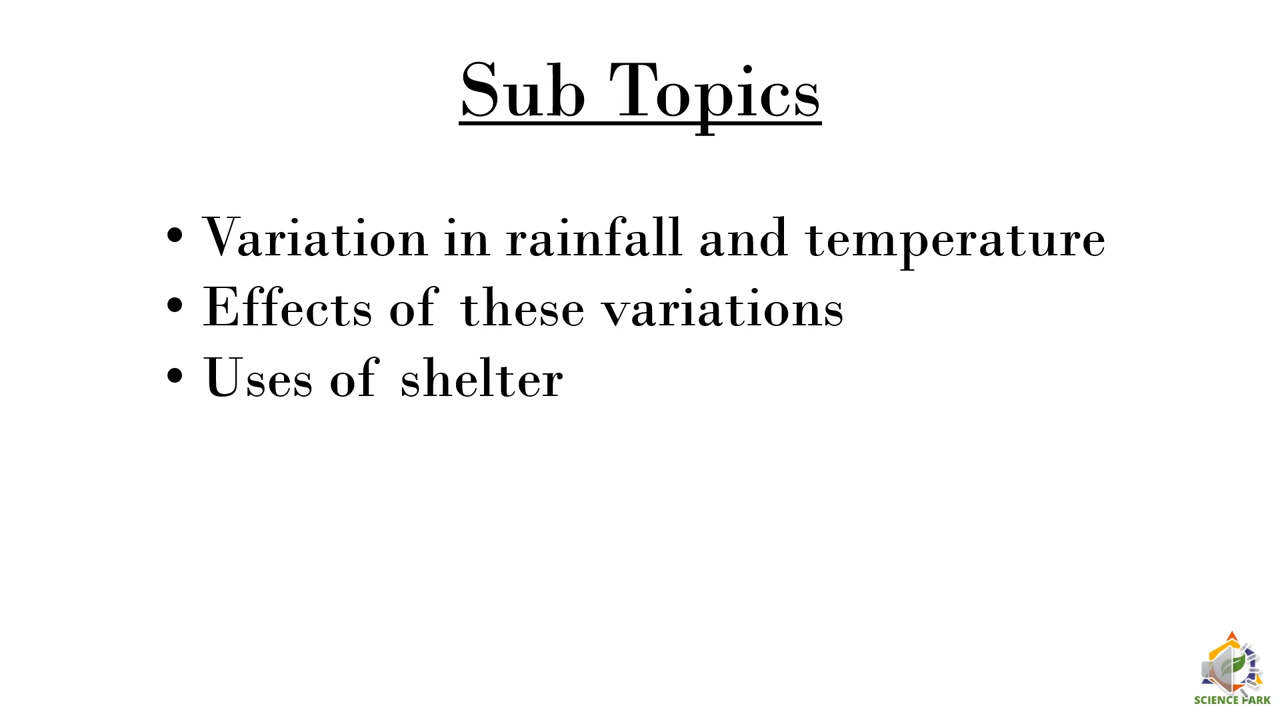 Sub Topics
• Variation in rainfall and temperature
• Effects of these variations
• Uses of shelter
SCIENCE PARK